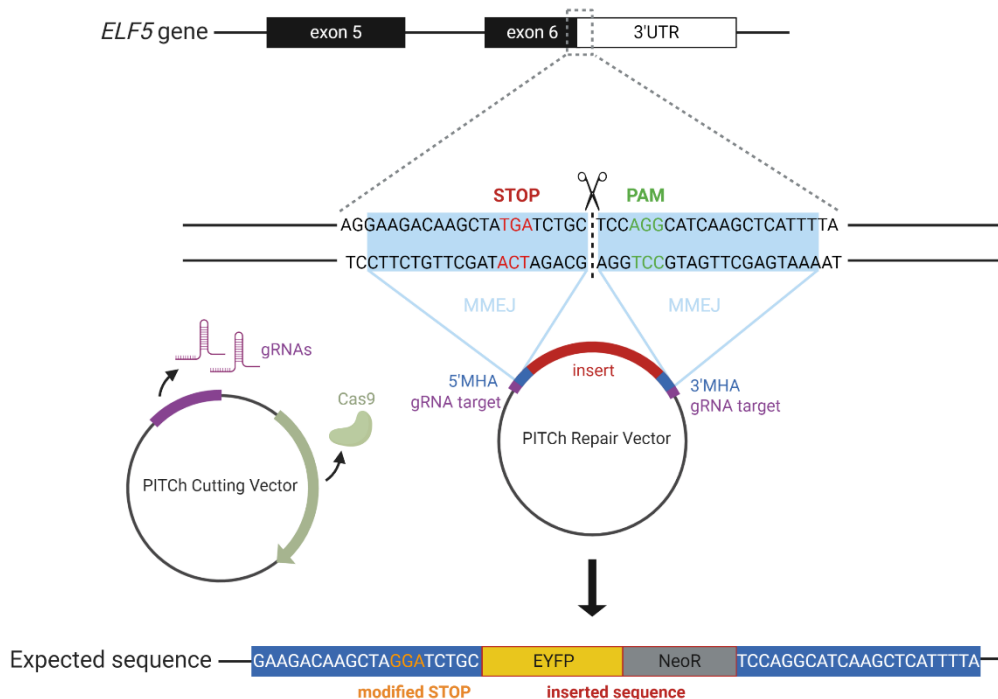 ELF5 gene
exon 5
exon 6
3'UTR
STOP
PAM
AGGAAGACAAGCTATGATCTGC TCCAGGCATCAAGCTCATTTTA
TCCTTCTGTTCGATACTAGACG AGGTCCGTAGTTCGAGTAAAAT
MMEJ
MMEJ
gRNAs
insert
5'MHA
gRNA target
3'MHA
gRNA target
Cas9
PITCh Repair Vector
PITCh Cutting Vector
Expected sequence
GAAGACAAGCTAGGATCTGC
EYFP
NeoR
TCCAGGCATCAAGCTCATTTTA
modified STOP
inserted sequence